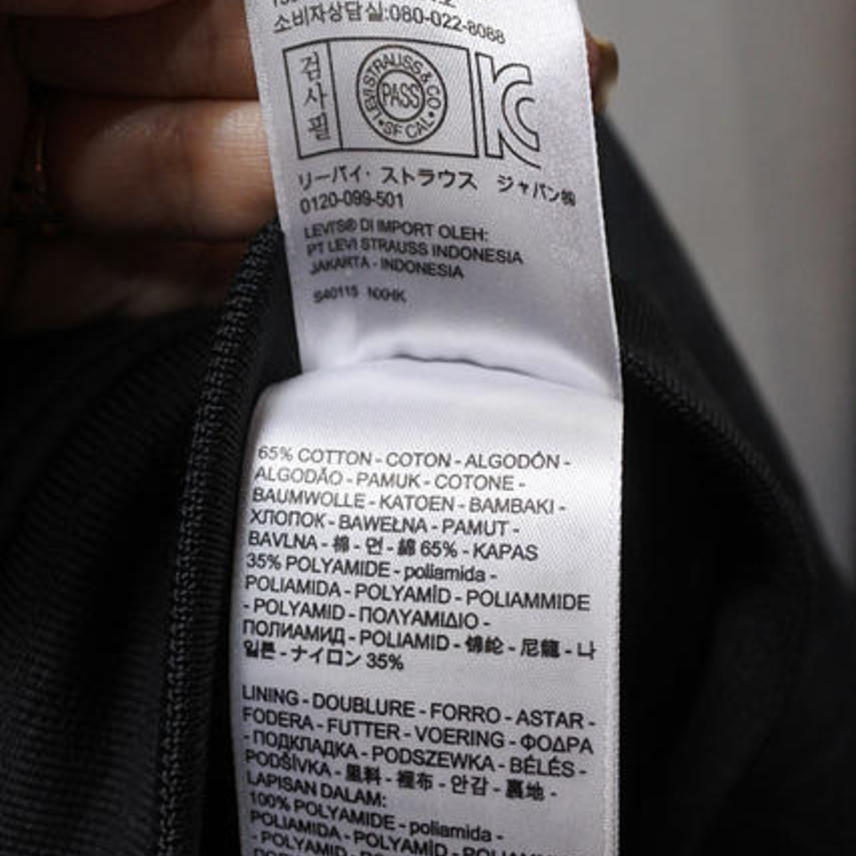 소비자상담실:080-022-8088
검사필
LEVI STRAUSS & CO
PASS
SF CAL
リーバイ・ストラウス ジャパン㈱
0120-099-501
LEVI'S® DI IMPORT OLEH:
PT LEVI STRAUSS INDONESIA
JAKARTA - INDONESIA
S40115 NXHK
65% COTTON - COTON - ALGODÓN -
ALGODÃO - PAMUK - COTONE -
BAUMWOLLE - KATOEN - BAMBAKI -
ХЛОПОК - BAWEŁNA - PAMUT -
BAVLNA - 棉 - 면 - 綿 65% - KAPAS
35% POLYAMIDE - poliamida -
POLIAMIDA - POLYAMİD - POLIAMMIDE
- POLYAMID - ΠΟΛΥΑΜΙΔΙΟ -
ПОЛИАМИД - POLIAMID - 锦纶 - 尼龍 - 나
일론 - ナイロン 35%
LINING - DOUBLURE - FORRO - ASTAR -
FODERA - FUTTER - VOERING - ΦΟΔΡΑ
- ПОДКЛАДКА - PODSZEWKA - BÉLÉS -
PODŠÍVKA - 里料 - 裡布 - 안감 - 裏地 -
LAPISAN DALAM:
100% POLYAMIDE - poliamida -
POLIAMIDA - POLYAMİD - POLIAMMIDE
- POLYAMID -